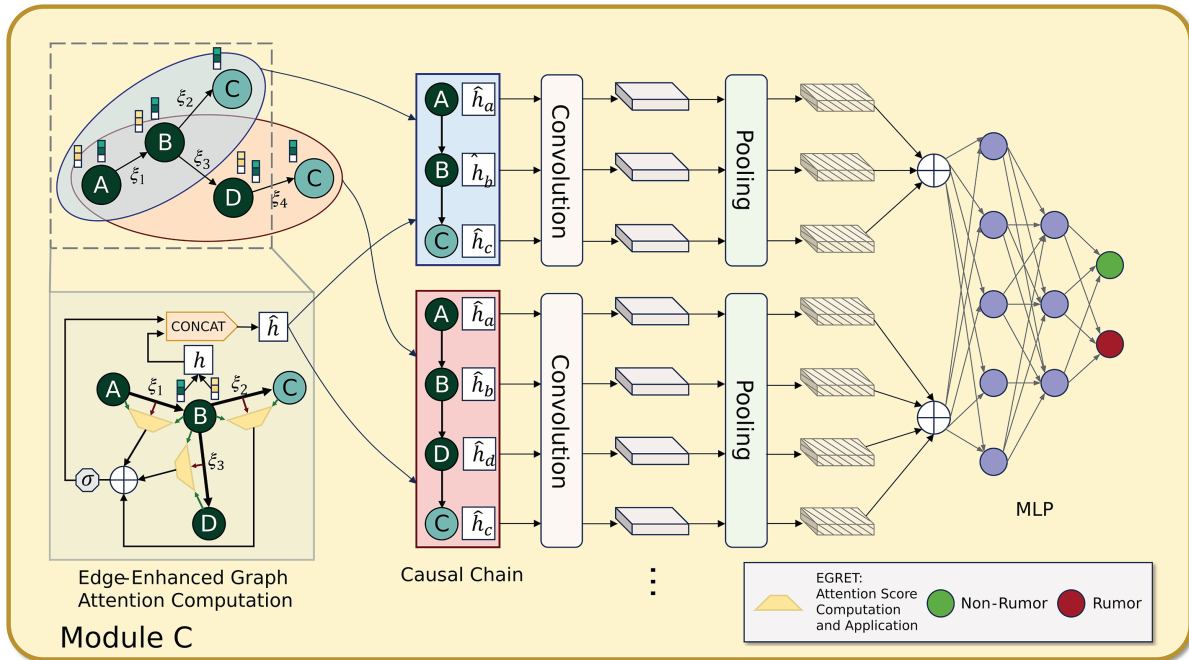 C
ξ2
B
A
ξ1
ξ3
D
C
ξ4
CONCAT
ĥ
h
A
ξ1
ξ2
C
B
ξ3
σ
D
Edge-Enhanced Graph
Attention Computation
Module C
A ĥa
B ĥb
C ĥc
Convolution
Pooling
A ĥa
B ĥb
D ĥd
C ĥc
Convolution
Pooling
Causal Chain
⋮
MLP
EGRET:
Attention Score
Computation
and Application
Non-Rumor
Rumor